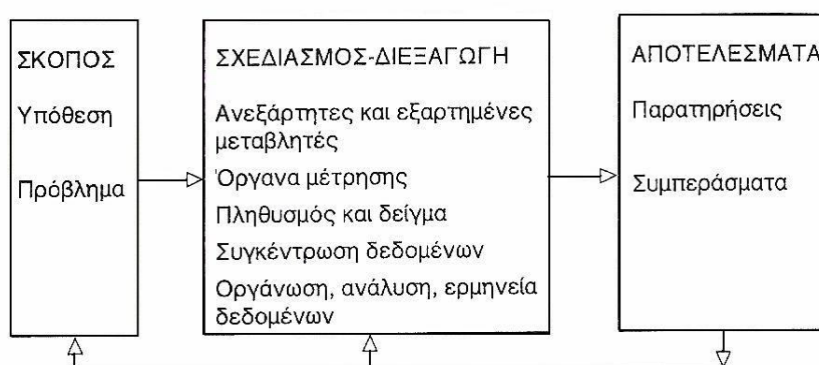 ΣΚΟΠΟΣ
Υπόθεση
Πρόβλημα
ΣΧΕΔΙΑΣΜΟΣ-ΔΙΕΞΑΓΩΓΗ
Ανεξάρτητες και εξαρτημένες
μεταβλητές
Όργανα μέτρησης
Πληθυσμός και δείγμα
Συγκέντρωση δεδομένων
Οργάνωση, ανάλυση, ερμηνεία
δεδομένων
ΑΠΟΤΕΛΕΣΜΑΤΑ
Παρατηρήσεις
Συμπεράσματα